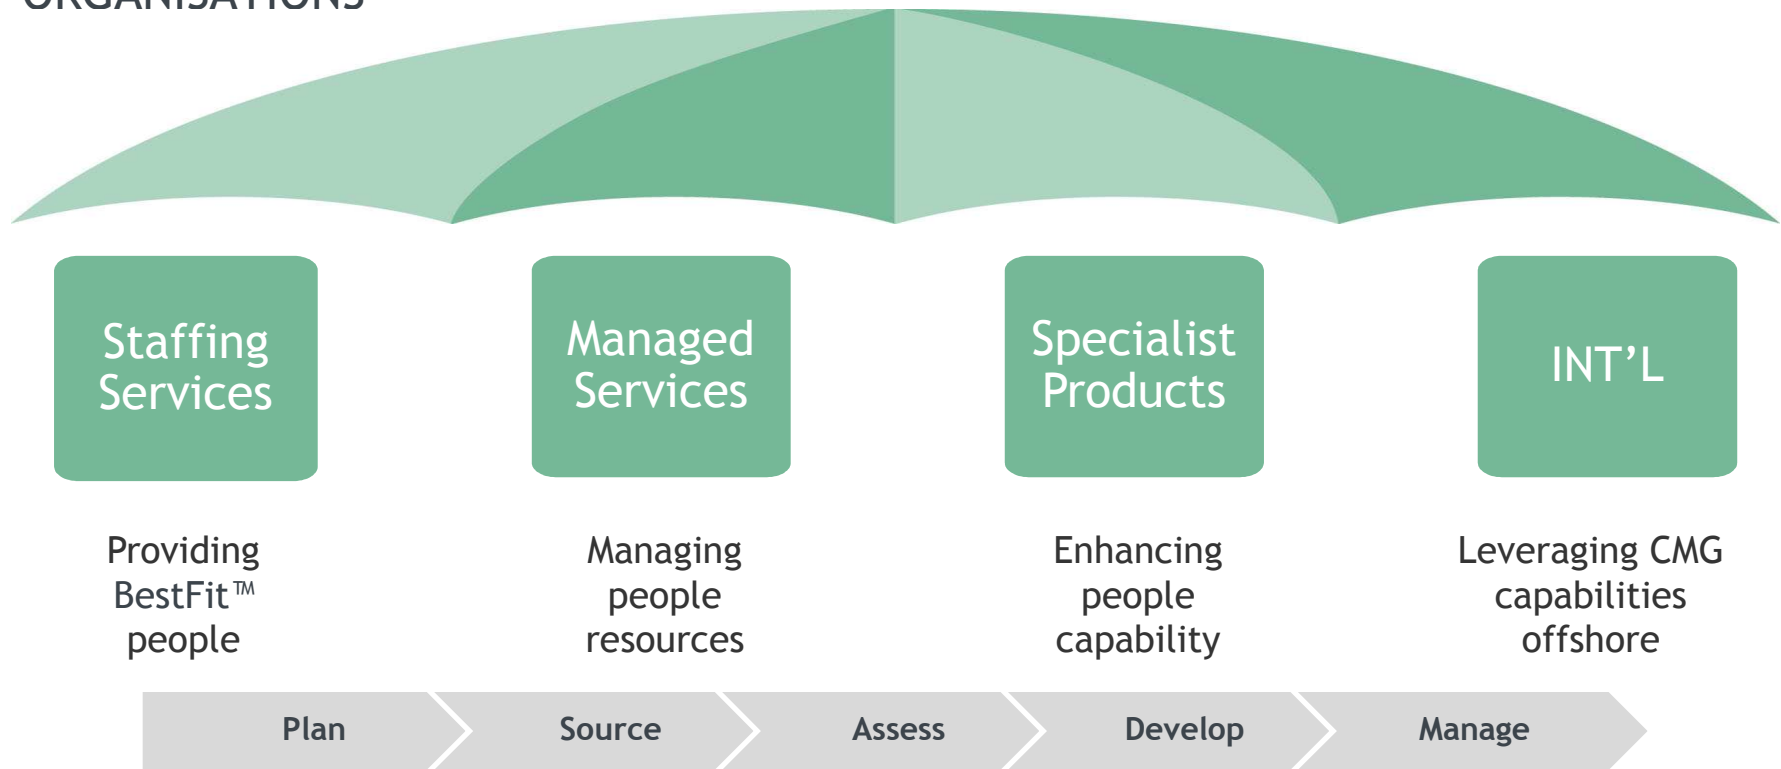 ORGANISATIONS
Staffing
Services
Managed
Services
Specialist
Products
INT’L
Providing
BestFit™
people
Managing
people
resources
Enhancing
people
capability
Leveraging CMG
capabilities
offshore
Plan
Source
Assess
Develop
Manage